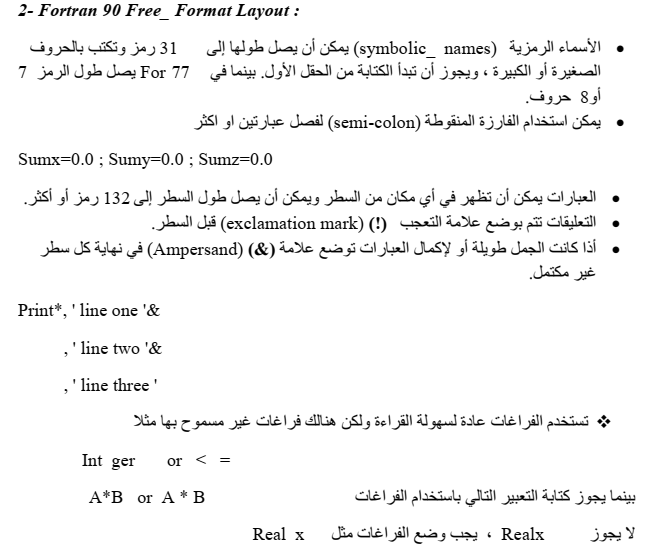 2- Fortran 90 Free_ Format Layout :
• الأسماء الرمزية (symbolic_ names) يمكن أن يصل طولها إلى 31 رمز وتكتب بالحروف
الصغيرة أو الكبيرة ، ويجوز أن تبدأ الكتابة من الحقل الأول. بينما في For 77 يصل طول الرمز 7
أو8 حروف.
• يمكن استخدام الفارزة المنقوطة (semi-colon) لفصل عبارتين او اكثر
Sumx=0.0 ; Sumy=0.0 ; Sumz=0.0
• العبارات يمكن أن تظهر في أي مكان من السطر ويمكن أن يصل طول السطر إلى 132 رمز أو أكثر.
• التعليقات تتم بوضع علامة التعجب (!) (exclamation mark) قبل السطر.
• أذا كانت الجمل طويلة أو لإكمال العبارات توضع علامة (&) (Ampersand) في نهاية كل سطر
غير مكتمل.
Print*, ' line one '&
, ' line two '&
, ' line three '
❖ تستخدم الفراغات عادة لسهولة القراءة ولكن هنالك فراغات غير مسموح بها مثلا
Int ger or < =
بينما يجوز كتابة التعبير التالي باستخدام الفراغات A*B or A * B
لا يجوز Realx ، يجب وضع الفراغات مثل Real x